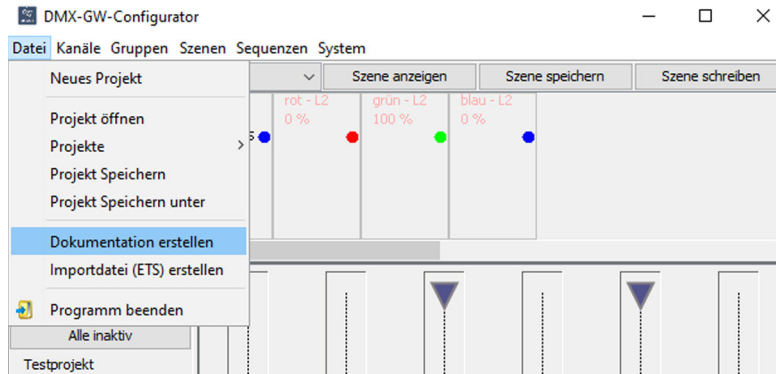 DMX-GW-Configurator
Datei Kanäle Gruppen Szenen Sequenzen System
Neues Projekt
Szene anzeigen Szene speichern Szene schreiben
rot - L2 grün - L2 blau - L2
0 % 100 % 0 %
Projekt öffnen
Projekte
Projekt Speichern
Projekt Speichern unter
Dokumentation erstellen
Importdatei (ETS) erstellen
Programm beenden
Alle inaktiv
Testprojekt